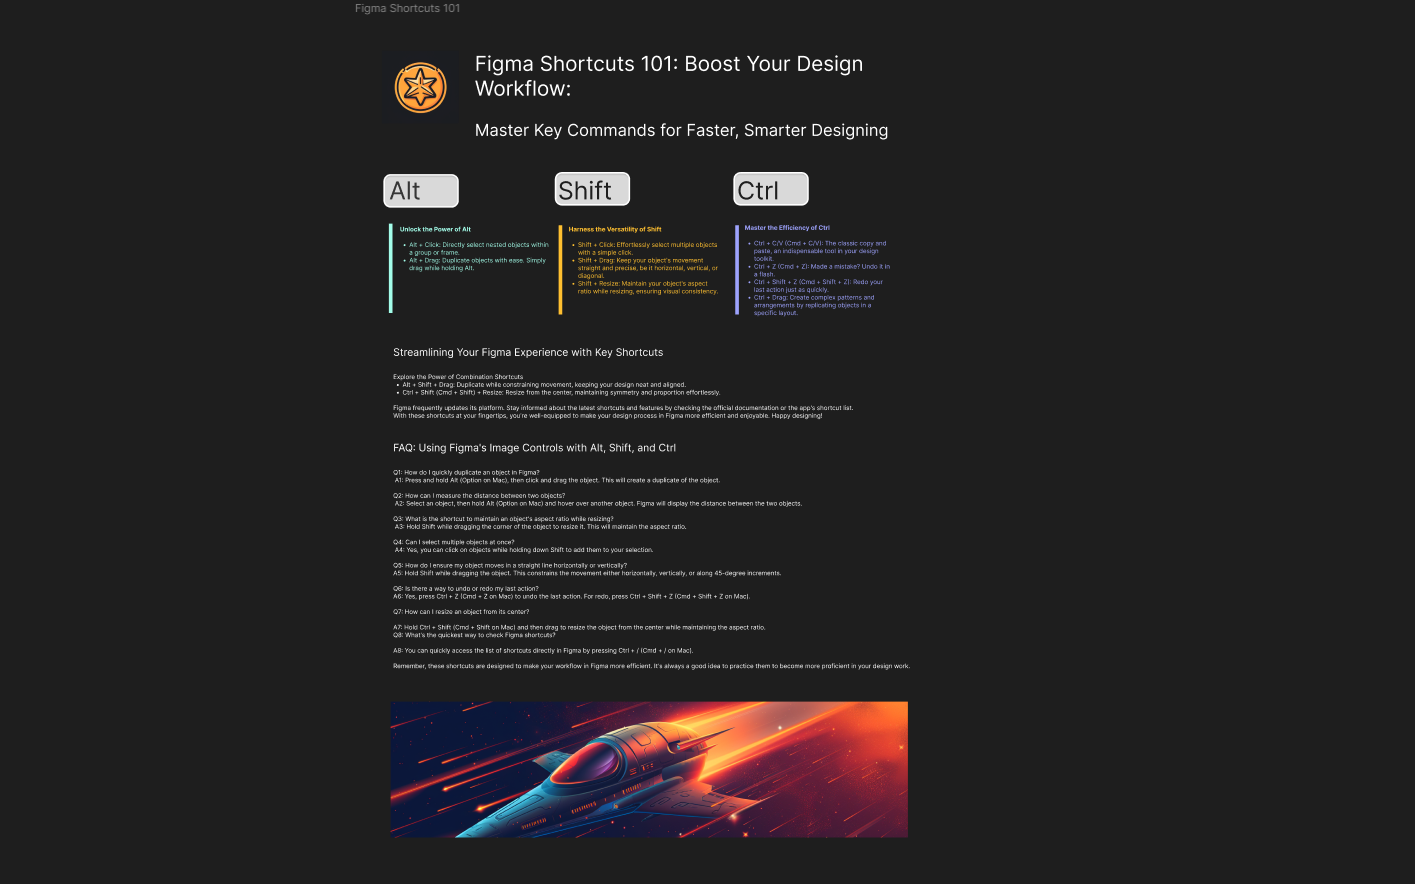 Figma Shortcuts 101
Figma Shortcuts 101: Boost Your Design
Workflow:
Master Key Commands for Faster, Smarter Designing
Alt
Shift
Ctrl
Unlock the Power of Alt
• Alt + Click: Directly select nested objects within
a group or frame.
• Alt + Drag: Duplicate objects with ease. Simply
drag while holding Alt.
Harness the Versatility of Shift
• Shift + Click: Effortlessly select multiple objects
with a simple click.
• Shift + Drag: Keep your object's movement
straight and precise, be it horizontal, vertical, or
diagonal.
• Shift + Resize: Maintain your object's aspect
ratio while resizing, ensuring visual consistency.
Master the Efficiency of Ctrl
• Ctrl + C/V (Cmd + C/V): The classic copy and
paste, an indispensable tool in your design
toolkit.
• Ctrl + Z (Cmd + Z): Made a mistake? Undo it in
a flash.
• Ctrl + Shift + Z (Cmd + Shift + Z): Redo your
last action just as quickly.
• Ctrl + Drag: Create complex patterns and
arrangements by replicating objects in a
specific layout.
Streamlining Your Figma Experience with Key Shortcuts
Explore the Power of Combination Shortcuts
• Alt + Shift + Drag: Duplicate while constraining movement, keeping your design neat and aligned.
• Ctrl + Shift (Cmd + Shift) + Resize: Resize from the center, maintaining symmetry and proportion effortlessly.
Figma frequently updates its platform. Stay informed about the latest shortcuts and features by checking the official documentation or the app's shortcut list.
With these shortcuts at your fingertips, you're well-equipped to make your design process in Figma more efficient and enjoyable. Happy designing!
FAQ: Using Figma's Image Controls with Alt, Shift, and Ctrl
Q1: How do I quickly duplicate an object in Figma?
A1: Press and hold Alt (Option on Mac), then click and drag the object. This will create a duplicate of the object.
Q2: How can I measure the distance between two objects?
A2: Select an object, then hold Alt (Option on Mac) and hover over another object. Figma will display the distance between the two objects.
Q3: What is the shortcut to maintain an object's aspect ratio while resizing?
A3: Hold Shift while dragging the corner of the object to resize it. This will maintain the aspect ratio.
Q4: Can I select multiple objects at once?
A4: Yes, you can click on objects while holding down Shift to add them to your selection.
Q5: How do I ensure my object moves in a straight line horizontally or vertically?
A5: Hold Shift while dragging the object. This constrains the movement either horizontally, vertically, or along 45-degree increments.
Q6: Is there a way to undo or redo my last action?
A6: Yes, press Ctrl + Z (Cmd + Z on Mac) to undo the last action. For redo, press Ctrl + Shift + Z (Cmd + Shift + Z on Mac).
Q7: How can I resize an object from its center?
A7: Hold Ctrl + Shift (Cmd + Shift on Mac) and then drag to resize the object from the center while maintaining the aspect ratio.
Q8: What's the quickest way to check Figma shortcuts?
A8: You can quickly access the list of shortcuts directly in Figma by pressing Ctrl + / (Cmd + / on Mac).
Remember, these shortcuts are designed to make your workflow in Figma more efficient. It's always a good idea to practice them to become more proficient in your design work.